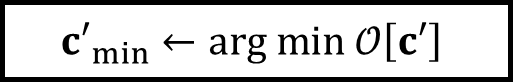 𝐜′ₘᵢₙ ← arg min 𝒪[𝐜′]